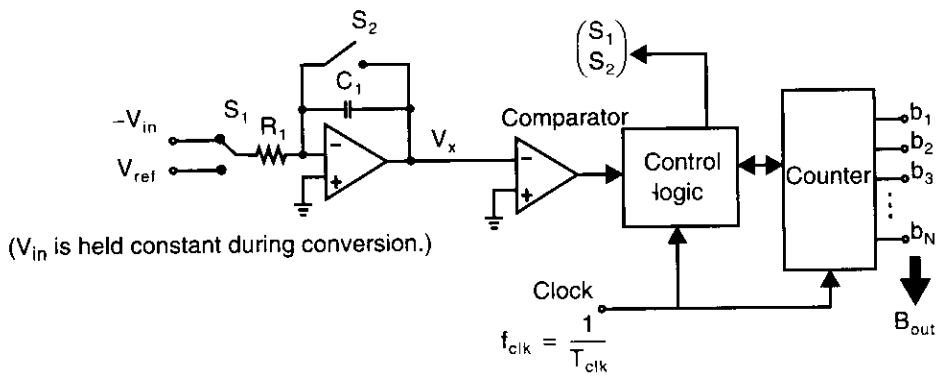 S₂
C₁
−V_in
S₁
R₁
V_ref
−
+
V_x
Comparator
−
+
(S₁
S₂)
Control
logic
Counter
b₁
b₂
b₃
⋮
b_N
B_out
(V_in is held constant during conversion.)
Clock
f_clk = 1/T_clk